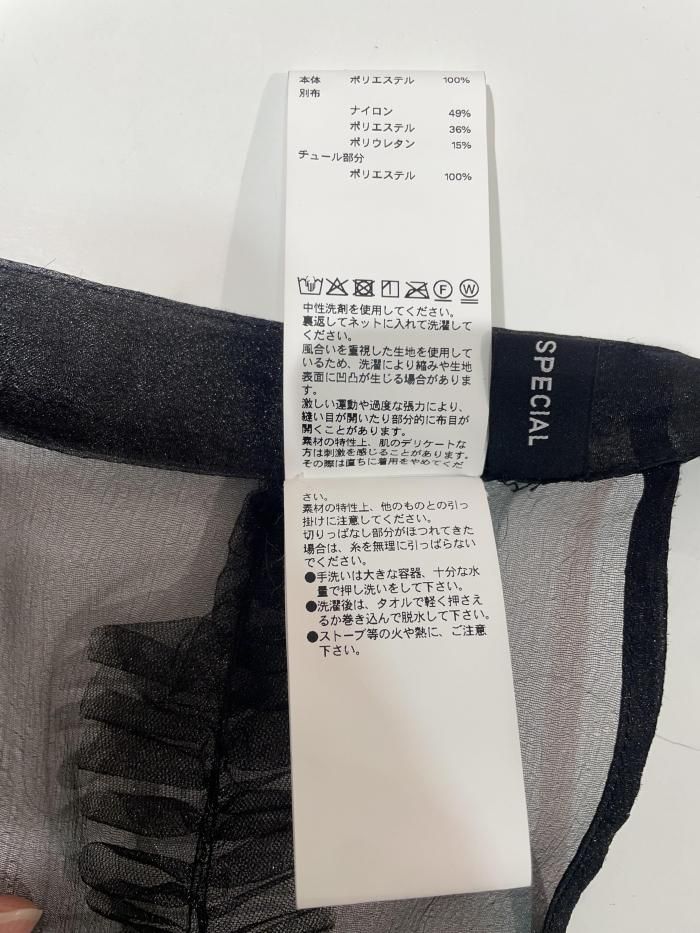 本体 ポリエステル 100%
別布
ナイロン 49%
ポリエステル 36%
ポリウレタン 15%
チュール部分
ポリエステル 100%
F W
中性洗剤を使用してください。
裏返してネットに入れて洗濯して
ください。
風合いを重視した生地を使用して
いるため、洗濯により縮みや生地
表面に凹凸が生じる場合がありま
す。
激しい運動や過度な張力により、
縫い目が開いたり部分的に布目が
開くことがあります。
素材の特性上、肌のデリケートな
方は刺激を感じることがあります。
その際は直ちに着用をやめてくだ
さい。
素材の特性上、他のものとの引っ
掛けに注意してください。
切りっぱなし部分がほつれてきた
場合は、糸を無理に引っぱらない
でください。
●手洗いは大きな容器、十分な水
量で押し洗いをして下さい。
●洗濯後は、タオルで軽く押さえ
るか巻き込んで脱水して下さい。
●ストーブ等の火や熱に、ご注意
下さい。
SPECIAL